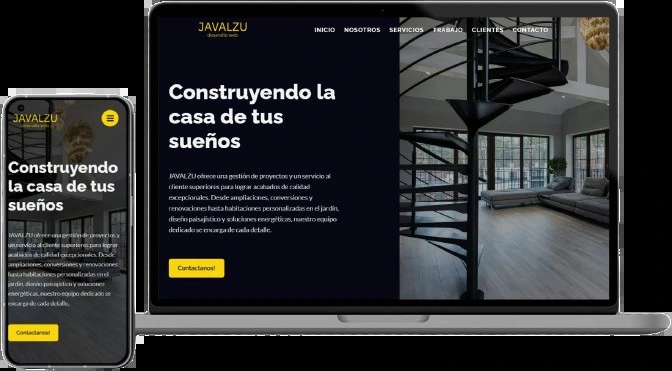 JAVALZU
desarrollo web
INICIO NOSOTROS SERVICIOS TRABAJO CLIENTES CONTACTO
Construyendo la
casa de tus
sueños
JAVALZU ofrece una gestión de proyectos y un servicio al
cliente superiores para lograr acabados de calidad
excepcionales. Desde ampliaciones, conversiones y
renovaciones hasta habitaciones personalizadas en el jardín,
diseño paisajístico y soluciones energéticas, nuestro equipo
dedicado se encarga de cada detalle.
Contactanos!
JAVALZU
desarrollo web
Construyendo
la casa de tus
sueños
JAVALZU ofrece una gestión de proyectos y
un servicio al cliente superiores para lograr
acabados de calidad excepcionales. Desde
ampliaciones, conversiones y renovaciones
hasta habitaciones personalizadas en el
jardín, diseño paisajístico y soluciones
energéticas, nuestro equipo dedicado se
encarga de cada detalle.
Contactanos!